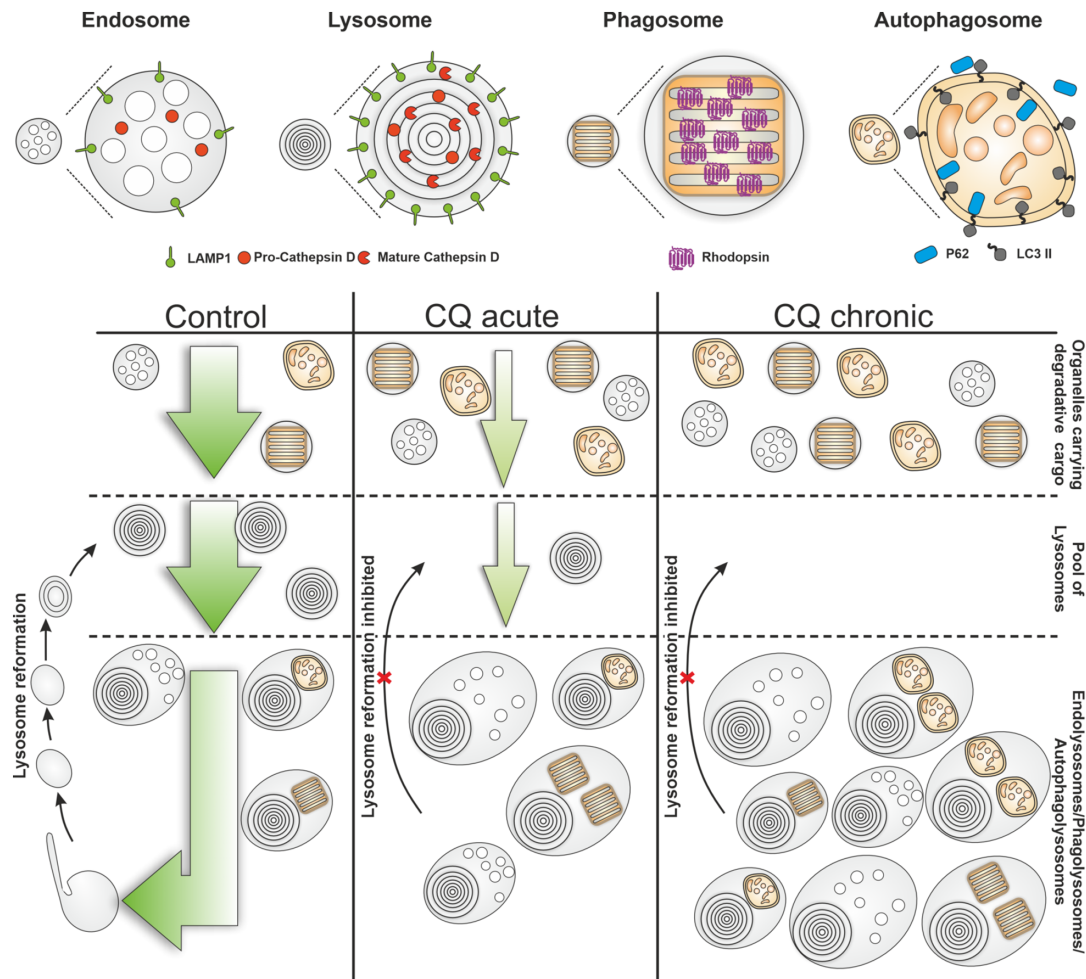 Endosome
Lysosome
Phagosome
Autophagosome
LAMP1
Pro-Cathepsin D
Mature Cathepsin D
Rhodopsin
P62
LC3 II
Control
CQ acute
CQ chronic
Organelles carrying
degradative cargo
Pool of
Lysosomes
Lysosome reformation
Lysosome reformation inhibited
Lysosome reformation inhibited
Endolysosomes/Phagolysosomes/
Autophagolysosomes